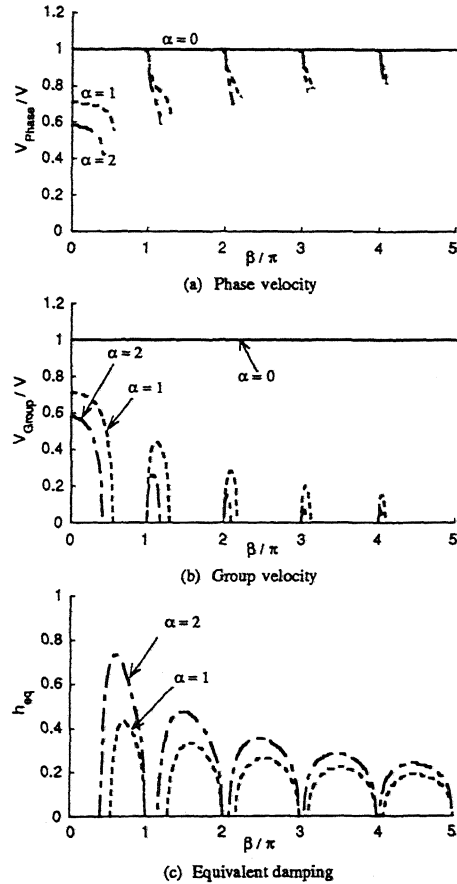 1.2
1
0.8
0.6
0.4
0.2
0
V_Phase / V
α = 0
α = 1
α = 2
0 1 2 3 4 5
β / π
(a) Phase velocity
1.2
1
0.8
0.6
0.4
0.2
0
V_Group / V
α = 2
α = 1
α = 0
0 1 2 3 4 5
β / π
(b) Group velocity
1
0.8
0.6
0.4
0.2
0
h_eq
α = 2
α = 1
0 1 2 3 4 5
β / π
(c) Equivalent damping